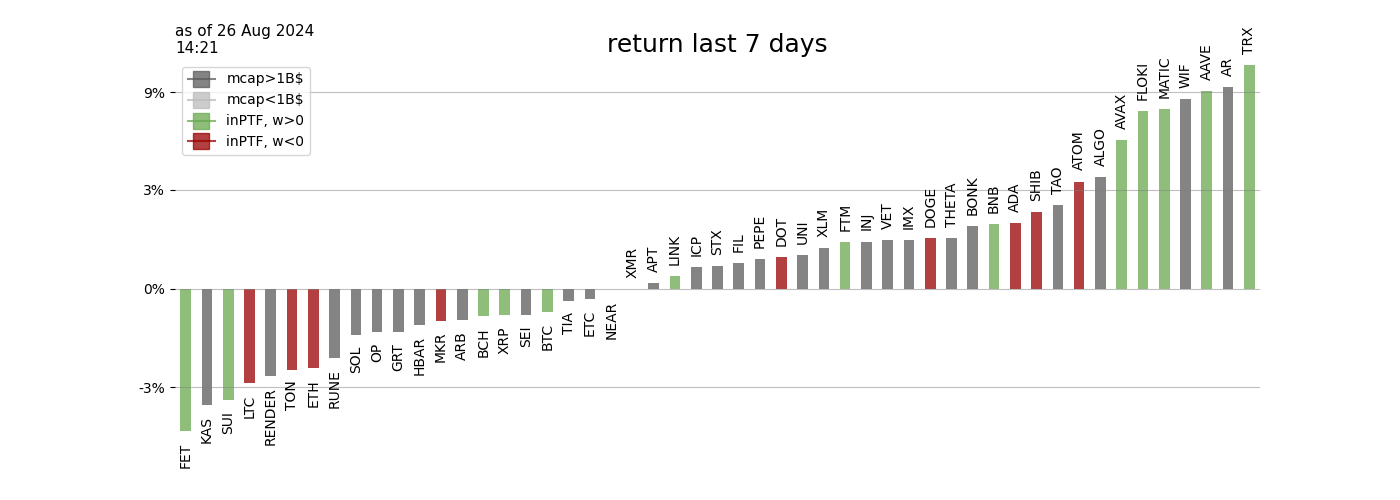 as of 26 Aug 2024
14:21
return last 7 days
mcap>1B$
mcap<1B$
inPTF, w>0
inPTF, w<0
9%
3%
0%
-3%
FET
KAS
SUI
LTC
RENDER
TON
ETH
RUNE
SOL
OP
GRT
HBAR
MKR
ARB
BCH
XRP
SEI
BTC
TIA
ETC
NEAR
XMR
APT
LINK
ICP
STX
FIL
PEPE
DOT
UNI
XLM
FTM
INJ
VET
IMX
DOGE
THETA
BONK
BNB
ADA
SHIB
TAO
ATOM
ALGO
AVAX
FLOKI
MATIC
WIF
AAVE
AR
TRX